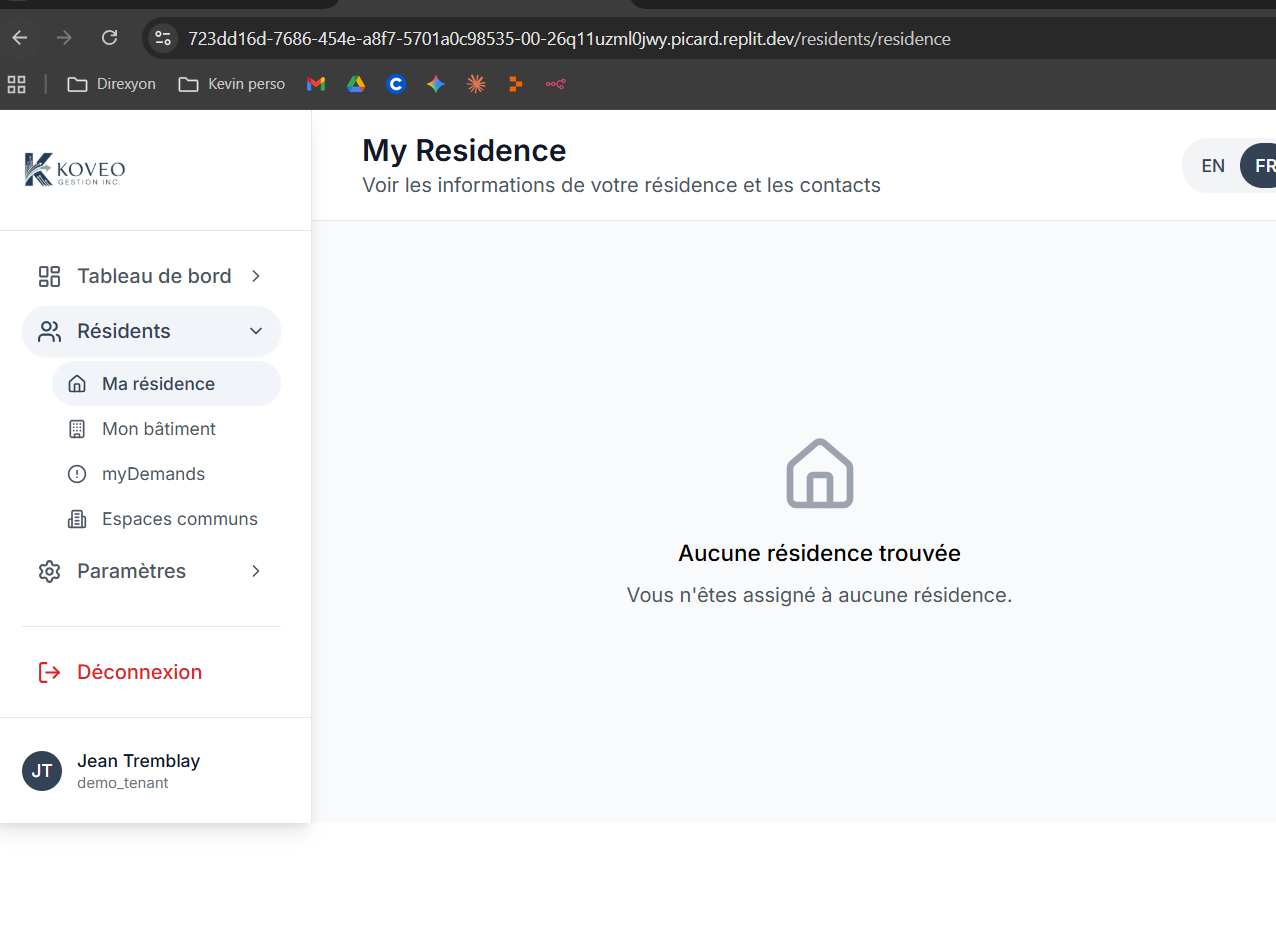 723dd16d-7686-454e-a8f7-5701a0c98535-00-26q11uzml0jwy.picard.replit.dev/residents/residence
Direxyon
Kevin perso
KOVEO
GESTION INC.
My Residence
Voir les informations de votre résidence et les contacts
EN
FR
Tableau de bord
Résidents
Ma résidence
Mon bâtiment
myDemands
Espaces communs
Paramètres
Déconnexion
JT
Jean Tremblay
demo_tenant
Aucune résidence trouvée
Vous n'êtes assigné à aucune résidence.